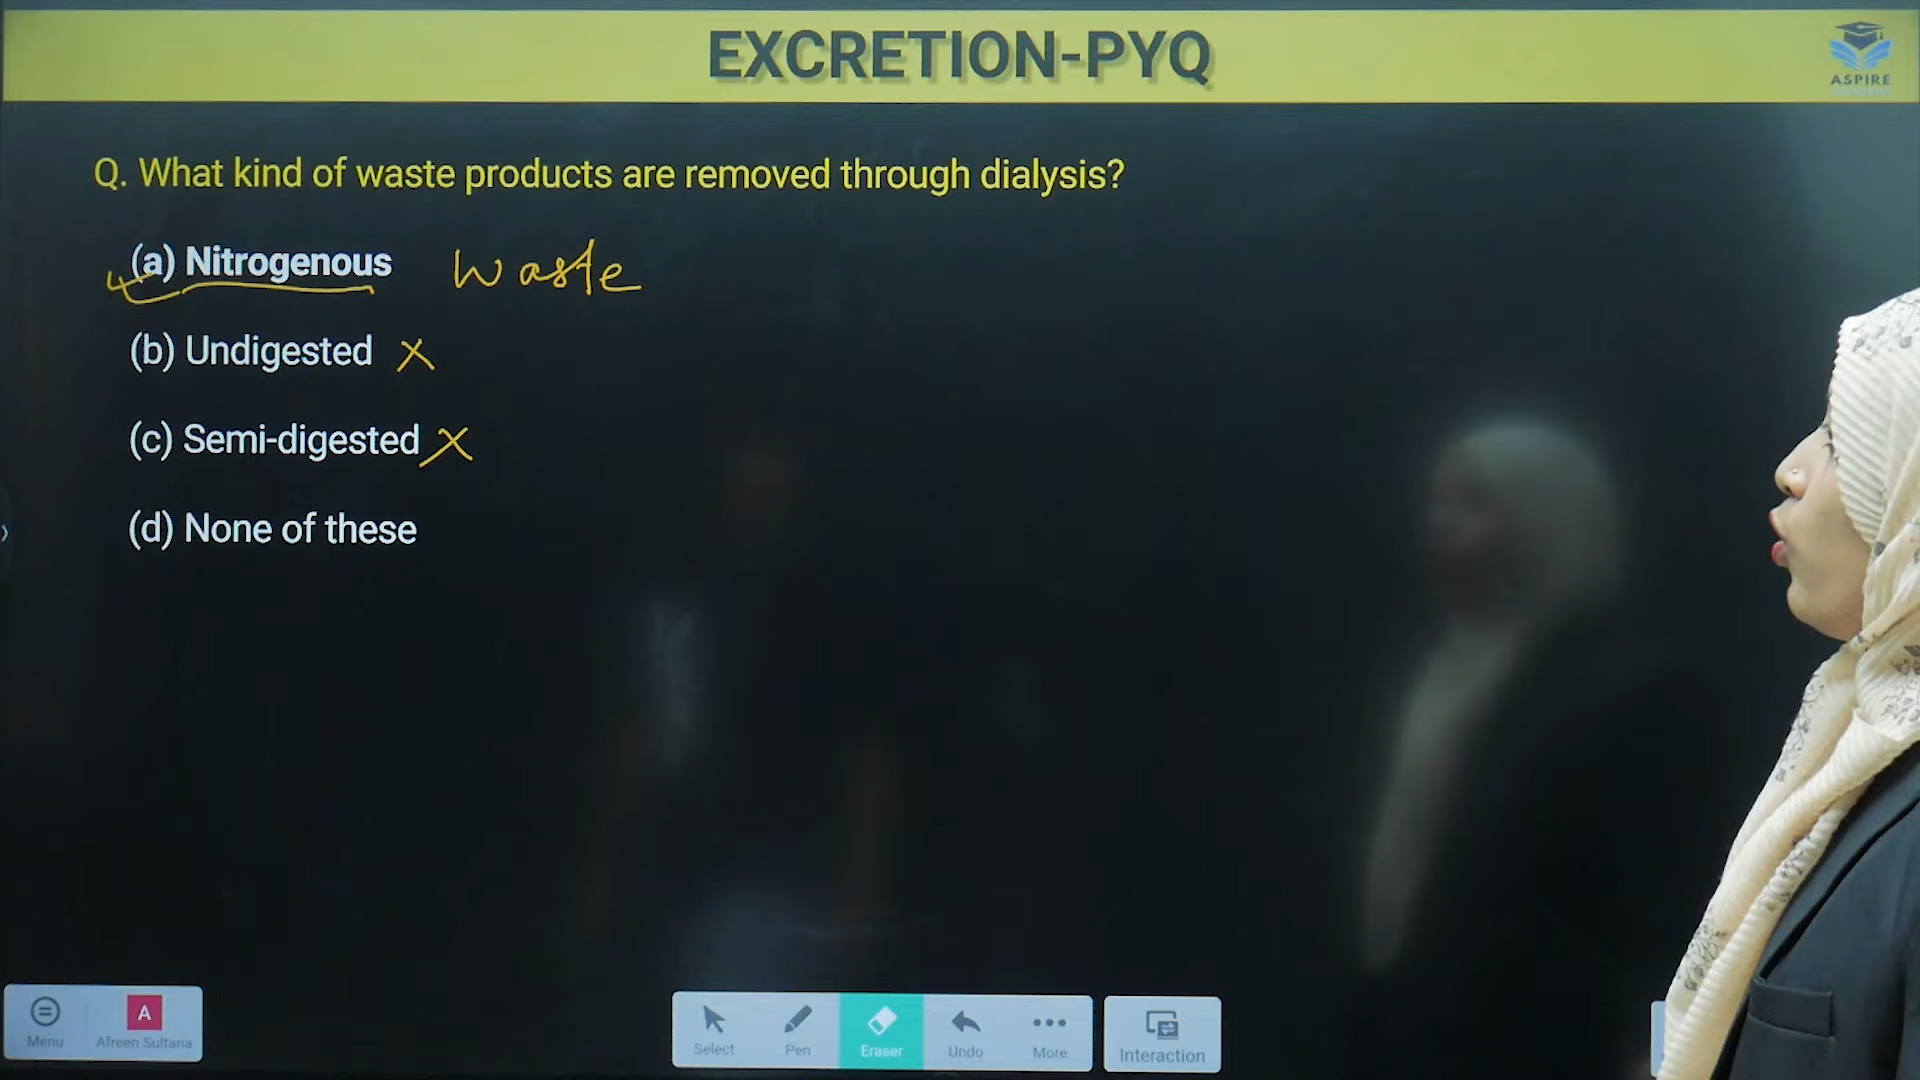 EXCRETION-PYQ
ASPIRE
Q. What kind of waste products are removed through dialysis?
(a) Nitrogenous waste
(b) Undigested X
(c) Semi-digested X
(d) None of these
Menu
A
Afreen Sultana
Select
Pen
Eraser
Undo
More
Interaction